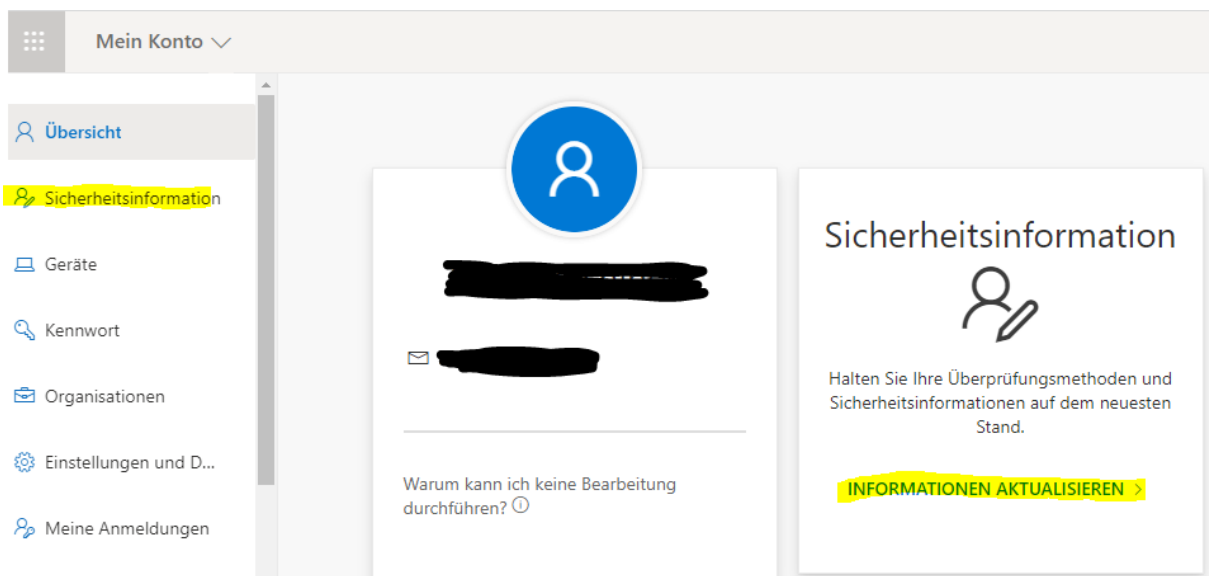 Mein Konto
Übersicht
Sicherheitsinformation
Geräte
Kennwort
Organisationen
Einstellungen und D...
Meine Anmeldungen
Warum kann ich keine Bearbeitung
durchführen?
Sicherheitsinformation
Halten Sie Ihre Überprüfungsmethoden und
Sicherheitsinformationen auf dem neuesten
Stand.
INFORMATIONEN AKTUALISIEREN >